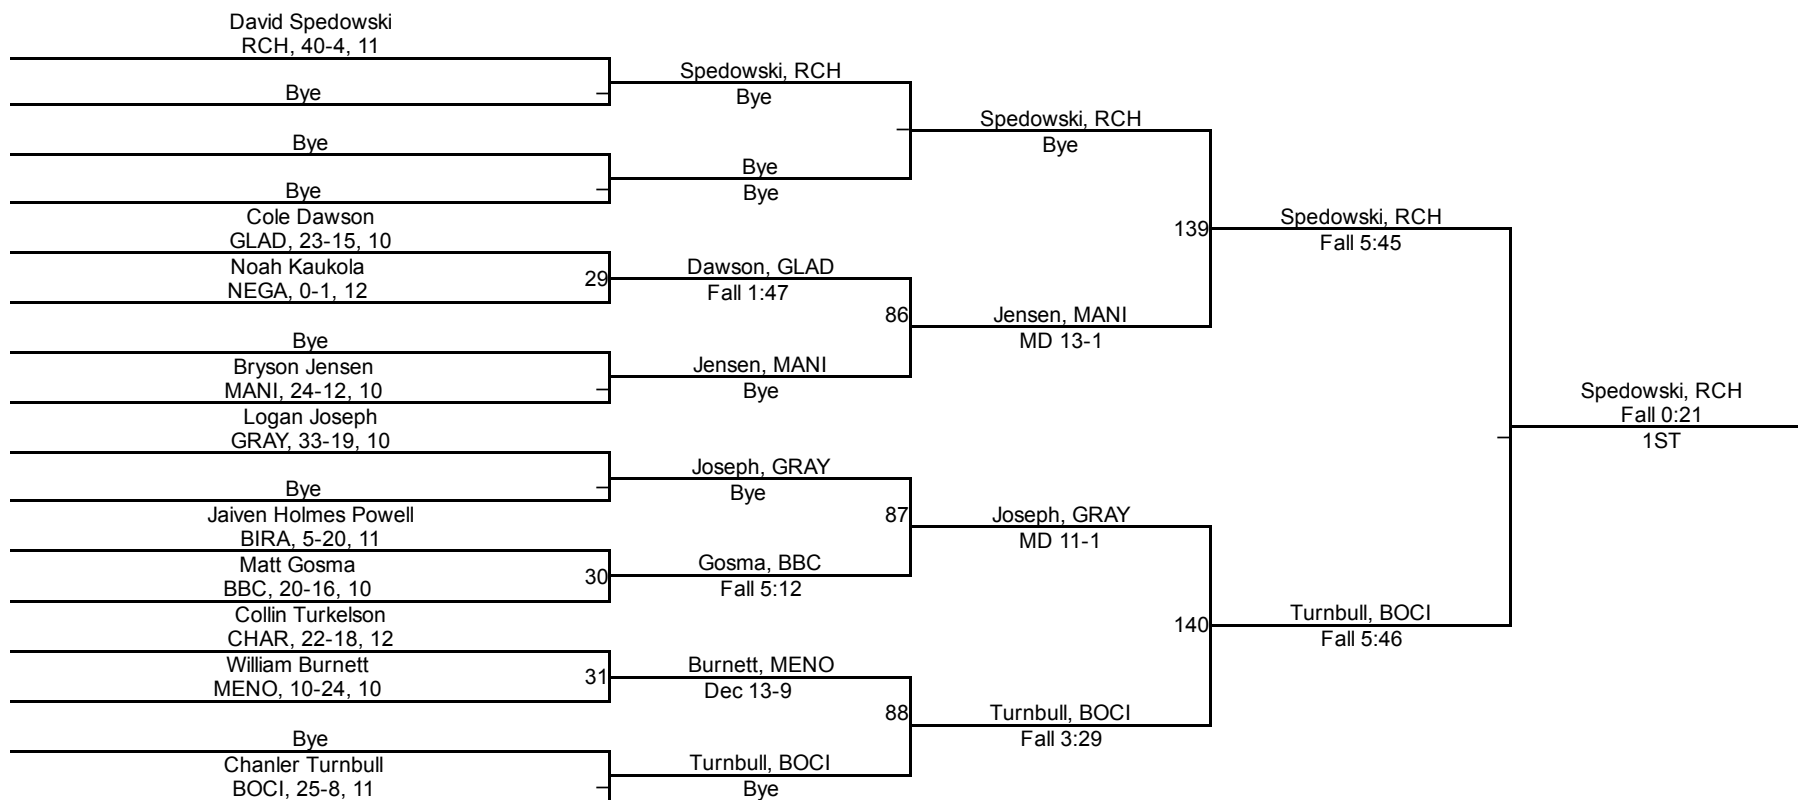 David Spedowski
RCH, 40-4, 11
Bye
Bye
Bye
Cole Dawson
GLAD, 23-15, 10
Noah Kaukola
NEGA, 0-1, 12
29
Bye
Bryson Jensen
MANI, 24-12, 10
Logan Joseph
GRAY, 33-19, 10
Bye
Jaiven Holmes Powell
BIRA, 5-20, 11
Matt Gosma
BBC, 20-16, 10
30
Collin Turkelson
CHAR, 22-18, 12
William Burnett
MENO, 10-24, 10
31
Bye
Chanler Turnbull
BOCI, 25-8, 11
Spedowski, RCH
Bye
Bye
Bye
Dawson, GLAD
Fall 1:47
86
Jensen, MANI
Bye
Joseph, GRAY
Bye
87
Gosma, BBC
Fall 5:12
Burnett, MENO
Dec 13-9
88
Turnbull, BOCI
Bye
Spedowski, RCH
Bye
139
Jensen, MANI
MD 13-1
Joseph, GRAY
MD 11-1
140
Turnbull, BOCI
Fall 3:29
Spedowski, RCH
Fall 5:45
Turnbull, BOCI
Fall 5:46
Spedowski, RCH
Fall 0:21
1ST